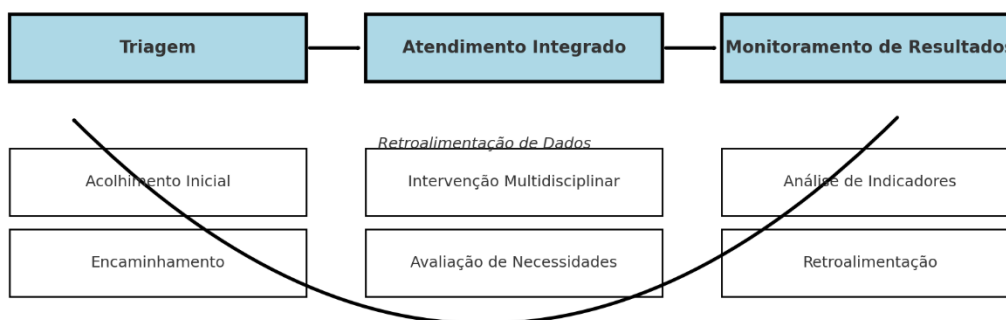 Triagem
Atendimento Integrado
Monitoramento de Resultados
Retroalimentação de Dados
Acolhimento Inicial
Intervenção Multidisciplinar
Análise de Indicadores
Encaminhamento
Avaliação de Necessidades
Retroalimentação